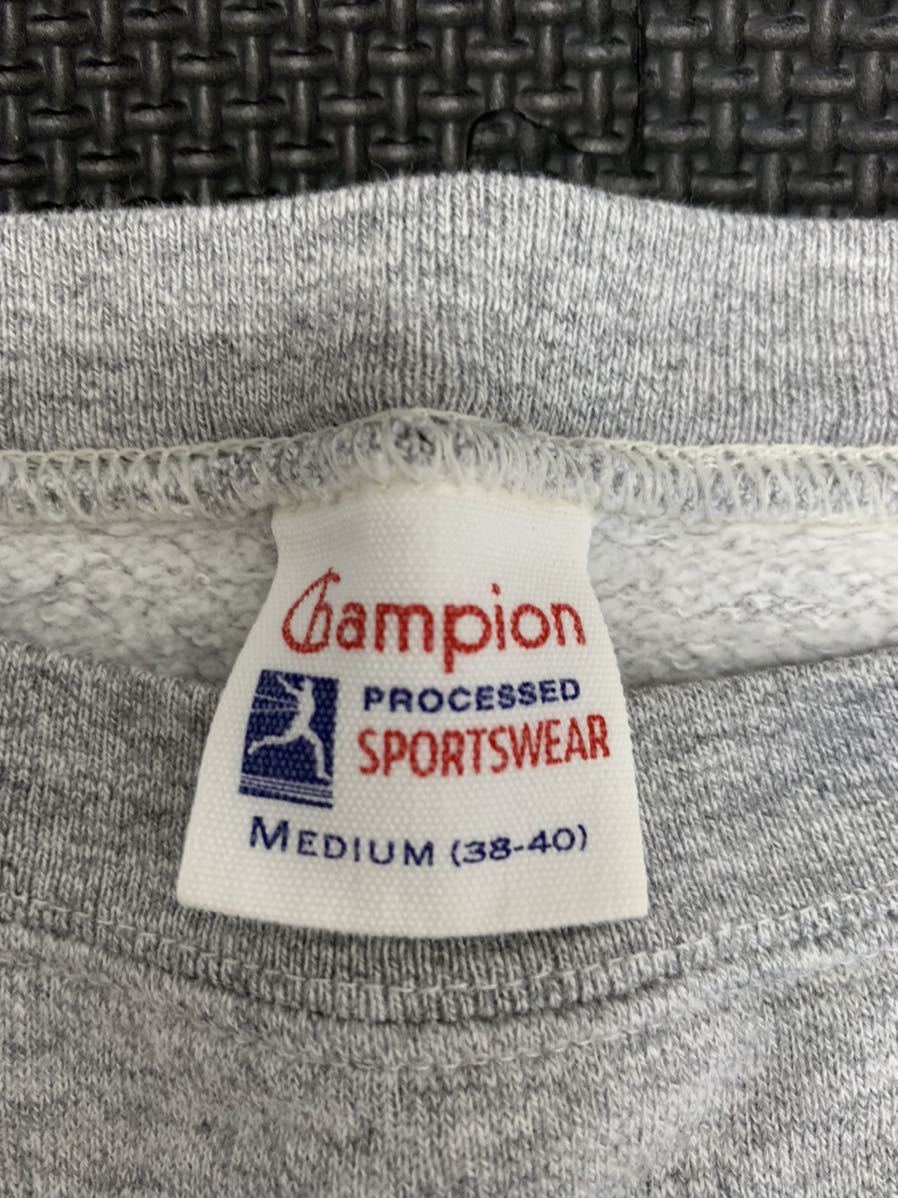 Champion
PROCESSED
SPORTSWEAR
MEDIUM (38-40)